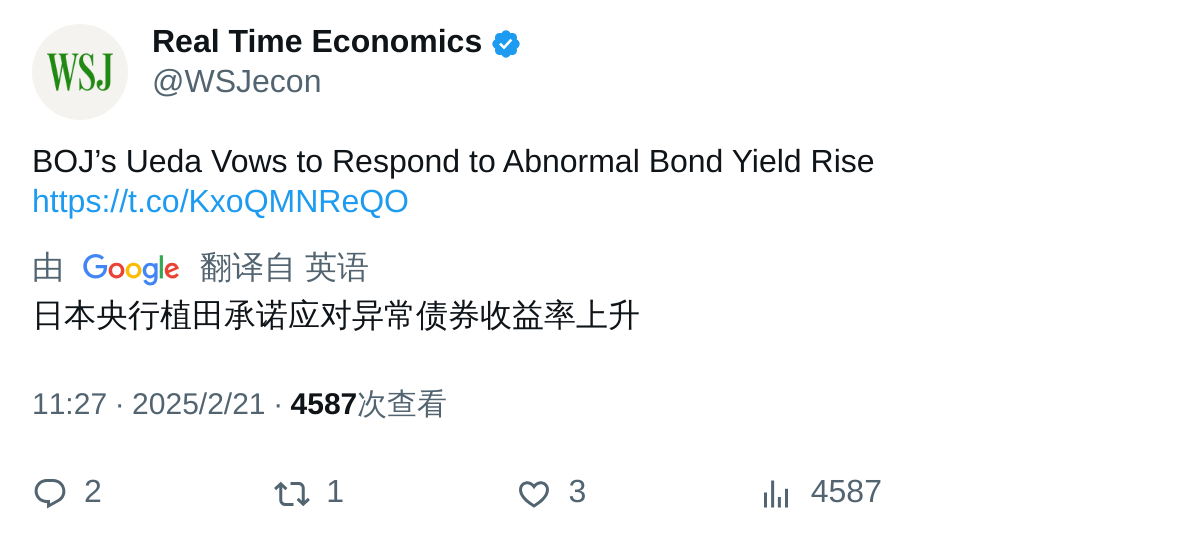 WSJ
Real Time Economics
@WSJecon
BOJ’s Ueda Vows to Respond to Abnormal Bond Yield Rise
https://t.co/KxoQMNReQO
由 Google 翻译自 英语
日本央行植田承诺应对异常债券收益率上升
11:27 · 2025/2/21 · 4587次查看
2 1 3 4587